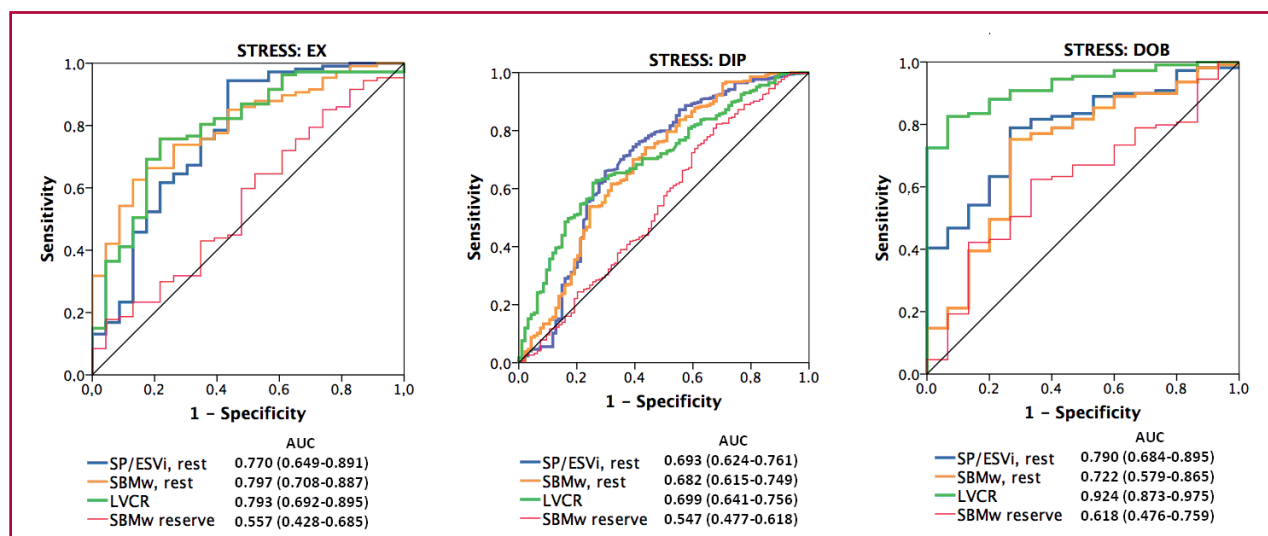 STRESS: EX
Sensitivity
1.0
0.8
0.6
0.4
0.2
0.0
0.0 0.2 0.4 0.6 0.8 1.0
1 – Specificity
AUC
SP/ESVi, rest 0.770 (0.649-0.891)
SBMw, rest 0.797 (0.708-0.887)
LVCR 0.793 (0.692-0.895)
SBMw reserve 0.557 (0.428-0.685)
STRESS: DIP
Sensitivity
1.0
0.8
0.6
0.4
0.2
0.0
0.0 0.2 0.4 0.6 0.8 1.0
1 – Specificity
AUC
SP/ESVi, rest 0.693 (0.624-0.761)
SBMw, rest 0.682 (0.615-0.749)
LVCR 0.699 (0.641-0.756)
SBMw reserve 0.547 (0.477-0.618)
STRESS: DOB
Sensitivity
1.0
0.8
0.6
0.4
0.2
0.0
0.0 0.2 0.4 0.6 0.8 1.0
1 – Specificity
AUC
SP/ESVi, rest 0.790 (0.684-0.895)
SBMw, rest 0.722 (0.579-0.865)
LVCR 0.924 (0.873-0.975)
SBMw reserve 0.618 (0.476-0.759)